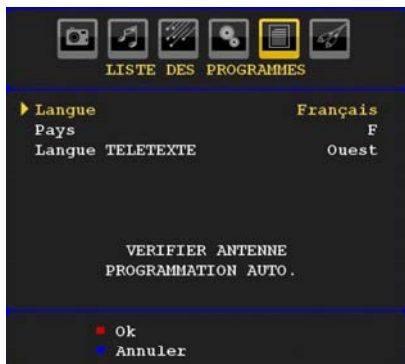 LISTE DES PROGRAMMES
Langue Français
Pays F
Langue TELETEXTE Ouest
VERIFIER ANTENNE
PROGRAMMATION AUTO.
Ok
Annuler